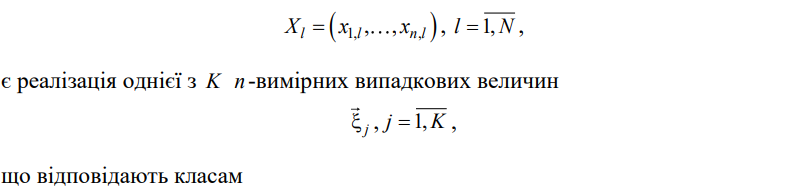 X_l = (x_{1,l},…,x_{n,l}), l = \overline{1, N},
є реалізація однієї з K n-вимірних випадкових величин
\vec{ξ}_j, j = \overline{1, K},
що відповідають класам